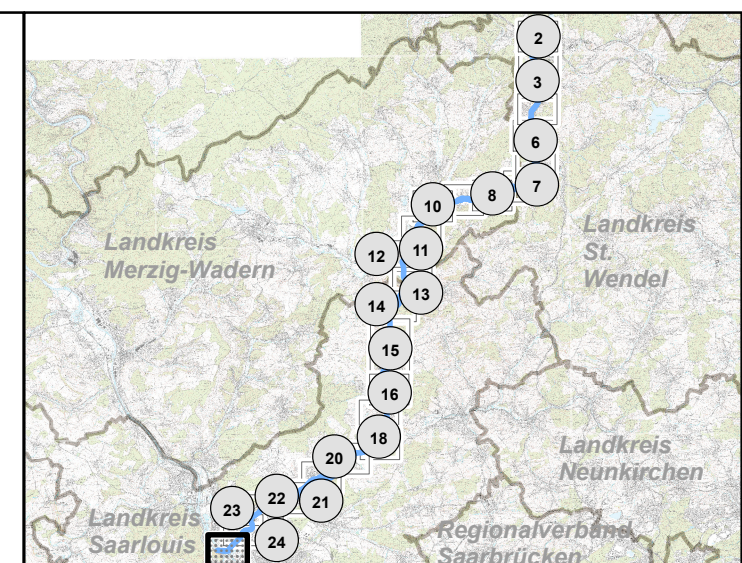 2
3
6
7
8
10
Landkreis
St.
Wendel
Landkreis
Merzig-Wadern
12
11
13
14
15
16
18
Landkreis
Neunkirchen
20
22
21
23
24
Landkreis
Saarlouis
Regionalverband
Saarbrücken